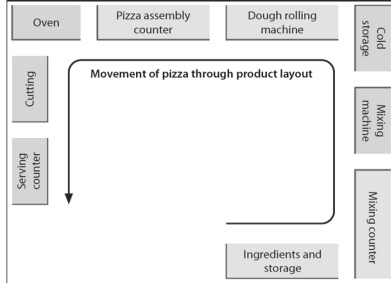 Oven
Pizza assembly
counter
Dough rolling
machine
Cold
storage
Cutting
Movement of pizza through product layout
Mixing
machine
Serving
counter
Mixing counter
Ingredients and
storage